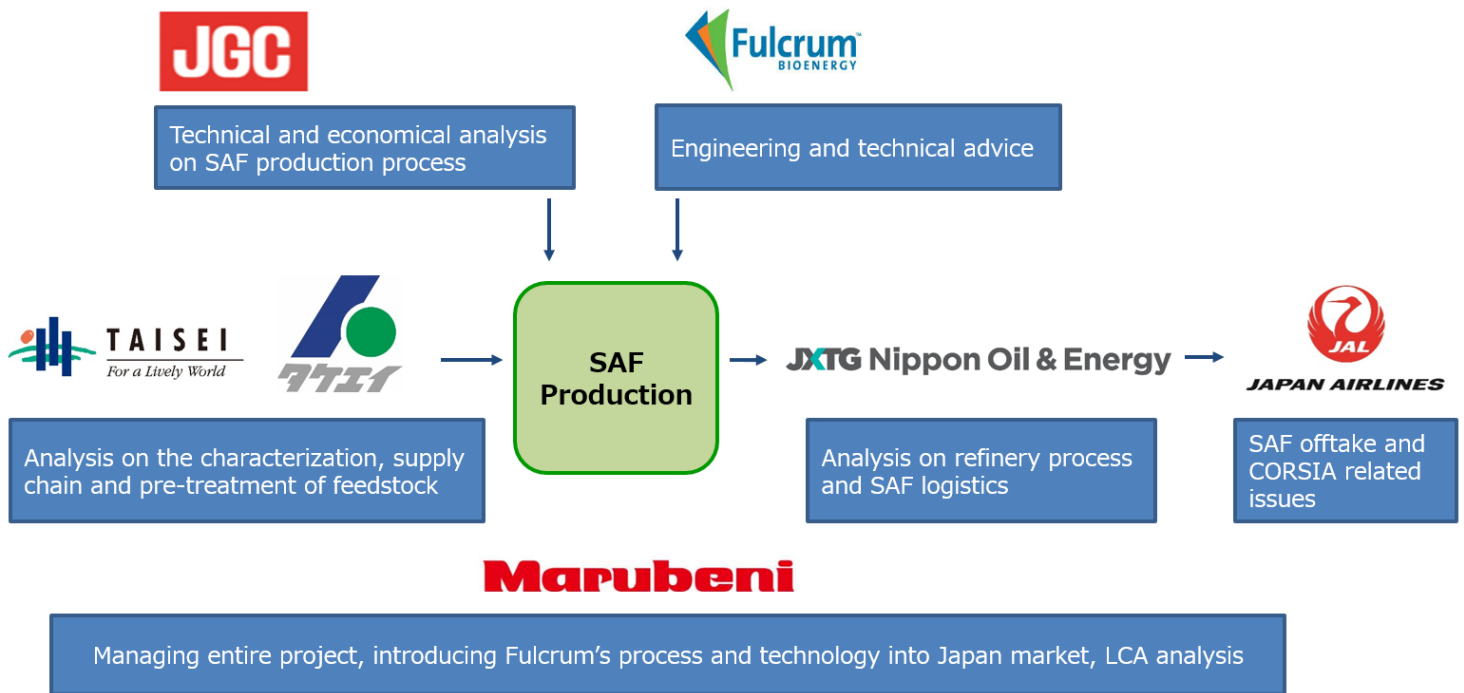 JGC
Fulcrum™
BIOENERGY
Technical and economical analysis
on SAF production process
Engineering and technical advice
TAISEI
For a Lively World
タケエイ
SAF
Production
JXTG Nippon Oil & Energy
JAL
JAPAN AIRLINES
Analysis on the characterization, supply
chain and pre-treatment of feedstock
Analysis on refinery process
and SAF logistics
SAF offtake and
CORSIA related
issues
Marubeni
Managing entire project, introducing Fulcrum's process and technology into Japan market, LCA analysis